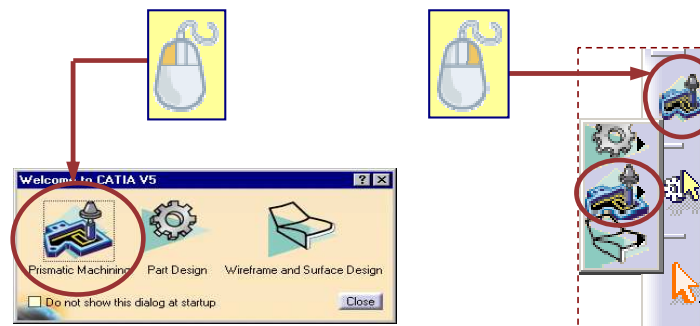 Welcome to CATIA V5
Prismatic Machining Part Design Wireframe and Surface Design
Do not show this dialog at startup Close